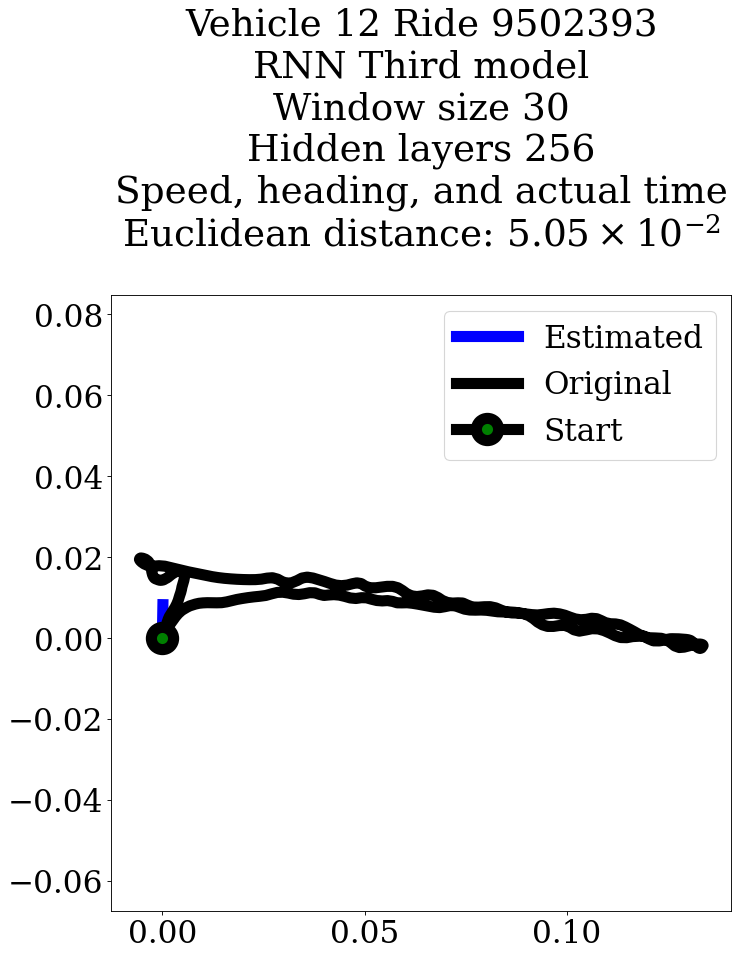 Vehicle 12 Ride 9502393
RNN Third model
Window size 30
Hidden layers 256
Speed, heading, and actual time
Euclidean distance: 5.05 × 10⁻²
Estimated
Original
Start
0.08
0.06
0.04
0.02
0.00
−0.02
−0.04
−0.06
0.00 0.05 0.10